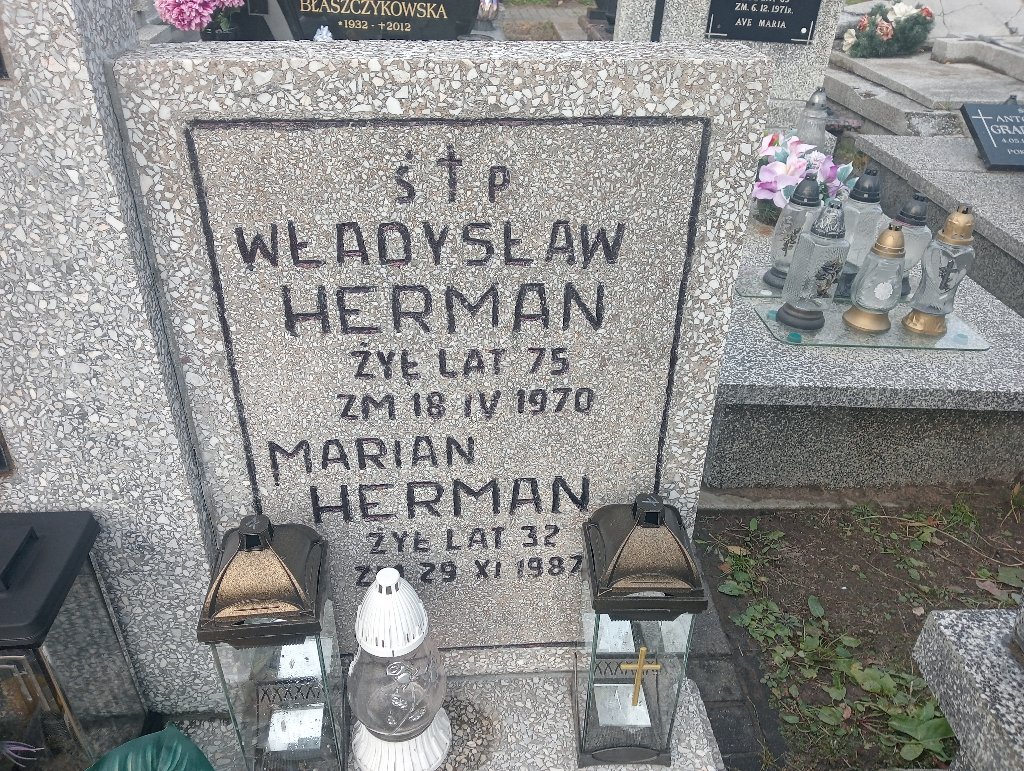 BŁASZCZYKOWSKA
*1932 - +2012
ZM. 6.12.1971r.
AVE MARIA
Ś † P
WŁADYSŁAW
HERMAN
ŻYŁ LAT 75
ZM 18 IV 1970
MARIAN
HERMAN
ŻYŁ LAT 32
ZM 29 XI 1987